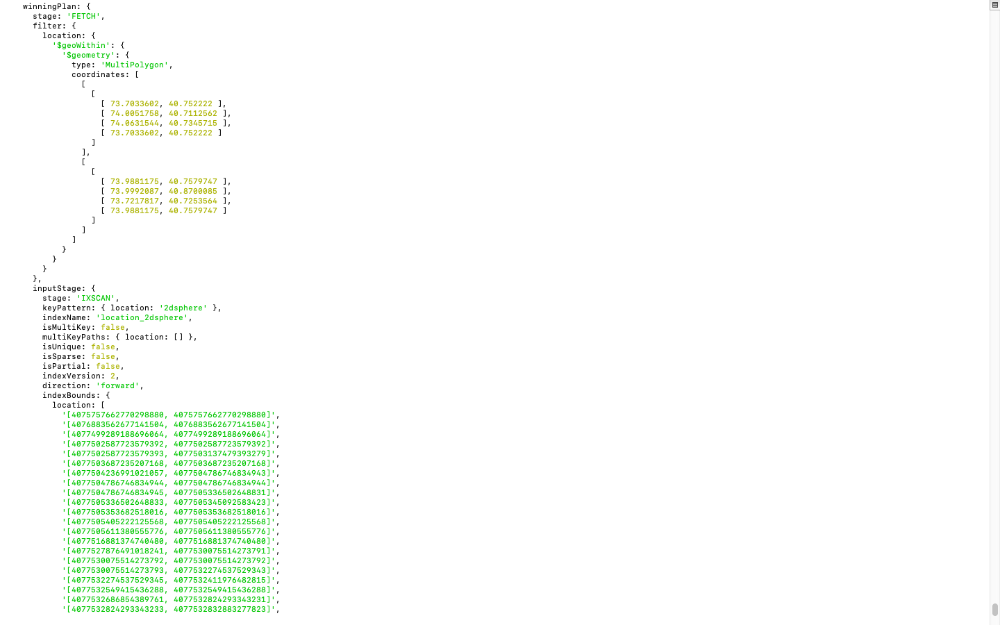 winningPlan: {
stage: 'FETCH',
filter: {
location: {
'$geoWithin': {
'$geometry': {
type: 'MultiPolygon',
coordinates: [
[
[
[ 73.7033602, 40.752222 ],
[ 74.0051758, 40.7112562 ],
[ 74.0631544, 40.7345715 ],
[ 73.7033602, 40.752222 ]
]
],
[
[
[ 73.9881175, 40.7579747 ],
[ 73.9992087, 40.8700085 ],
[ 73.7217817, 40.7253564 ],
[ 73.9881175, 40.7579747 ]
]
]
]
}
}
}
},
inputStage: {
stage: 'IXSCAN',
keyPattern: { location: '2dsphere' },
indexName: 'location_2dsphere',
isMultiKey: false,
multiKeyPaths: { location: [] },
isUnique: false,
isSparse: false,
isPartial: false,
indexVersion: 2,
direction: 'forward',
indexBounds: {
location: [
'[4075757662770298880, 4075757662770298880]',
'[4076883562677141504, 4076883562677141504]',
'[4077499289188696064, 4077499289188696064]',
'[4077502587723579392, 4077502587723579392]',
'[4077502587723579393, 4077503137479393279]',
'[4077503687235207168, 4077503687235207168]',
'[4077504236991021057, 4077504786746834943]',
'[4077504786746834944, 4077504786746834944]',
'[4077504786746834945, 4077505336502648831]',
'[4077505336502648833, 4077505345092583423]',
'[4077505353682518016, 4077505353682518016]',
'[4077505405222125568, 4077505405222125568]',
'[4077505611380555776, 4077505611380555776]',
'[4077516881374740480, 4077516881374740480]',
'[4077527876491018241, 4077530075514273791]',
'[4077530075514273792, 4077530075514273792]',
'[4077530075514273793, 4077532274537529343]',
'[4077532274537529345, 4077532411976482815]',
'[4077532549415436288, 4077532549415436288]',
'[4077532686854389761, 4077532824293343231]',
'[4077532824293343233, 4077532832883277823]',